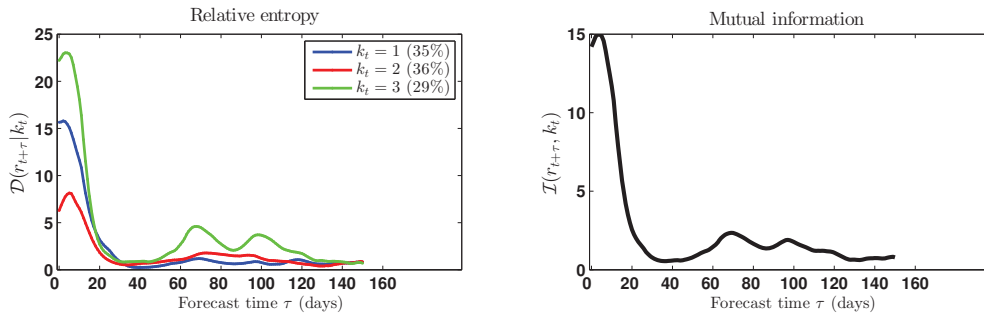 Relative entropy
25
20
15
10
5
0
0 20 40 60 80 100 120 140 160
𝒟(r_{t+τ}|k_t)
k_t = 1 (35%)
k_t = 2 (36%)
k_t = 3 (29%)
Forecast time τ (days)
Mutual information
15
10
5
0
0 20 40 60 80 100 120 140 160
ℐ(r_{t+τ}, k_t)
Forecast time τ (days)